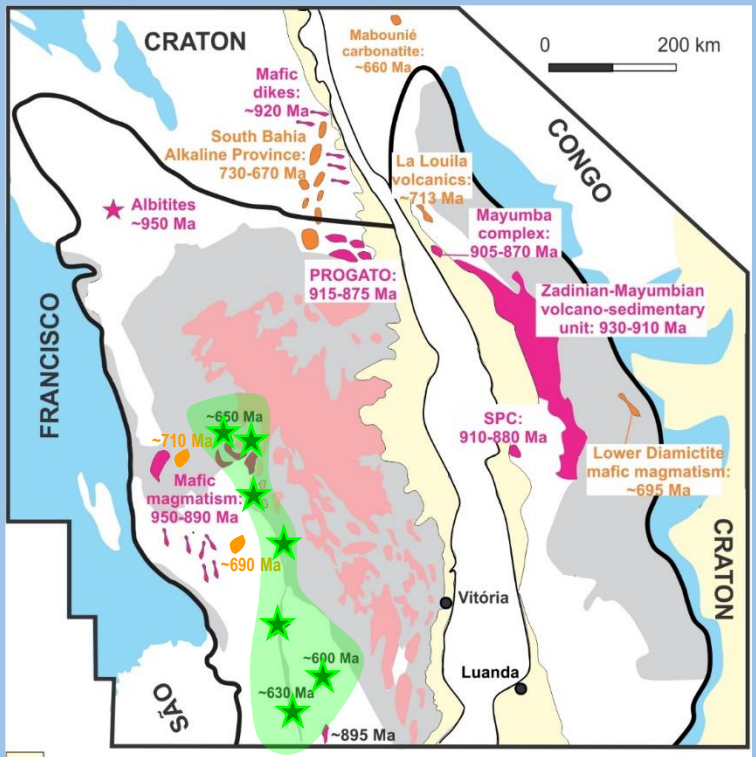 CRATON
Mabounié
carbonatite:
~660 Ma
0
200 km
Mafic
dikes:
~920 Ma
South Bahia
Alkaline Province:
730-670 Ma
CONGO
La Louila
volcanics:
~713 Ma
Albitites
~950 Ma
Mayumba
complex:
905-870 Ma
PROGATO:
915-875 Ma
Zadinian-Mayumbian
volcano-sedimentary
unit: 930-910 Ma
FRANCISCO
~650 Ma
~710 Ma
SPC:
910-880 Ma
Mafic
magmatism:
950-890 Ma
Lower Diamictite
mafic magmatism:
~695 Ma
~690 Ma
CRATON
Vitória
~600 Ma
Luanda
~630 Ma
SÃO
~895 Ma